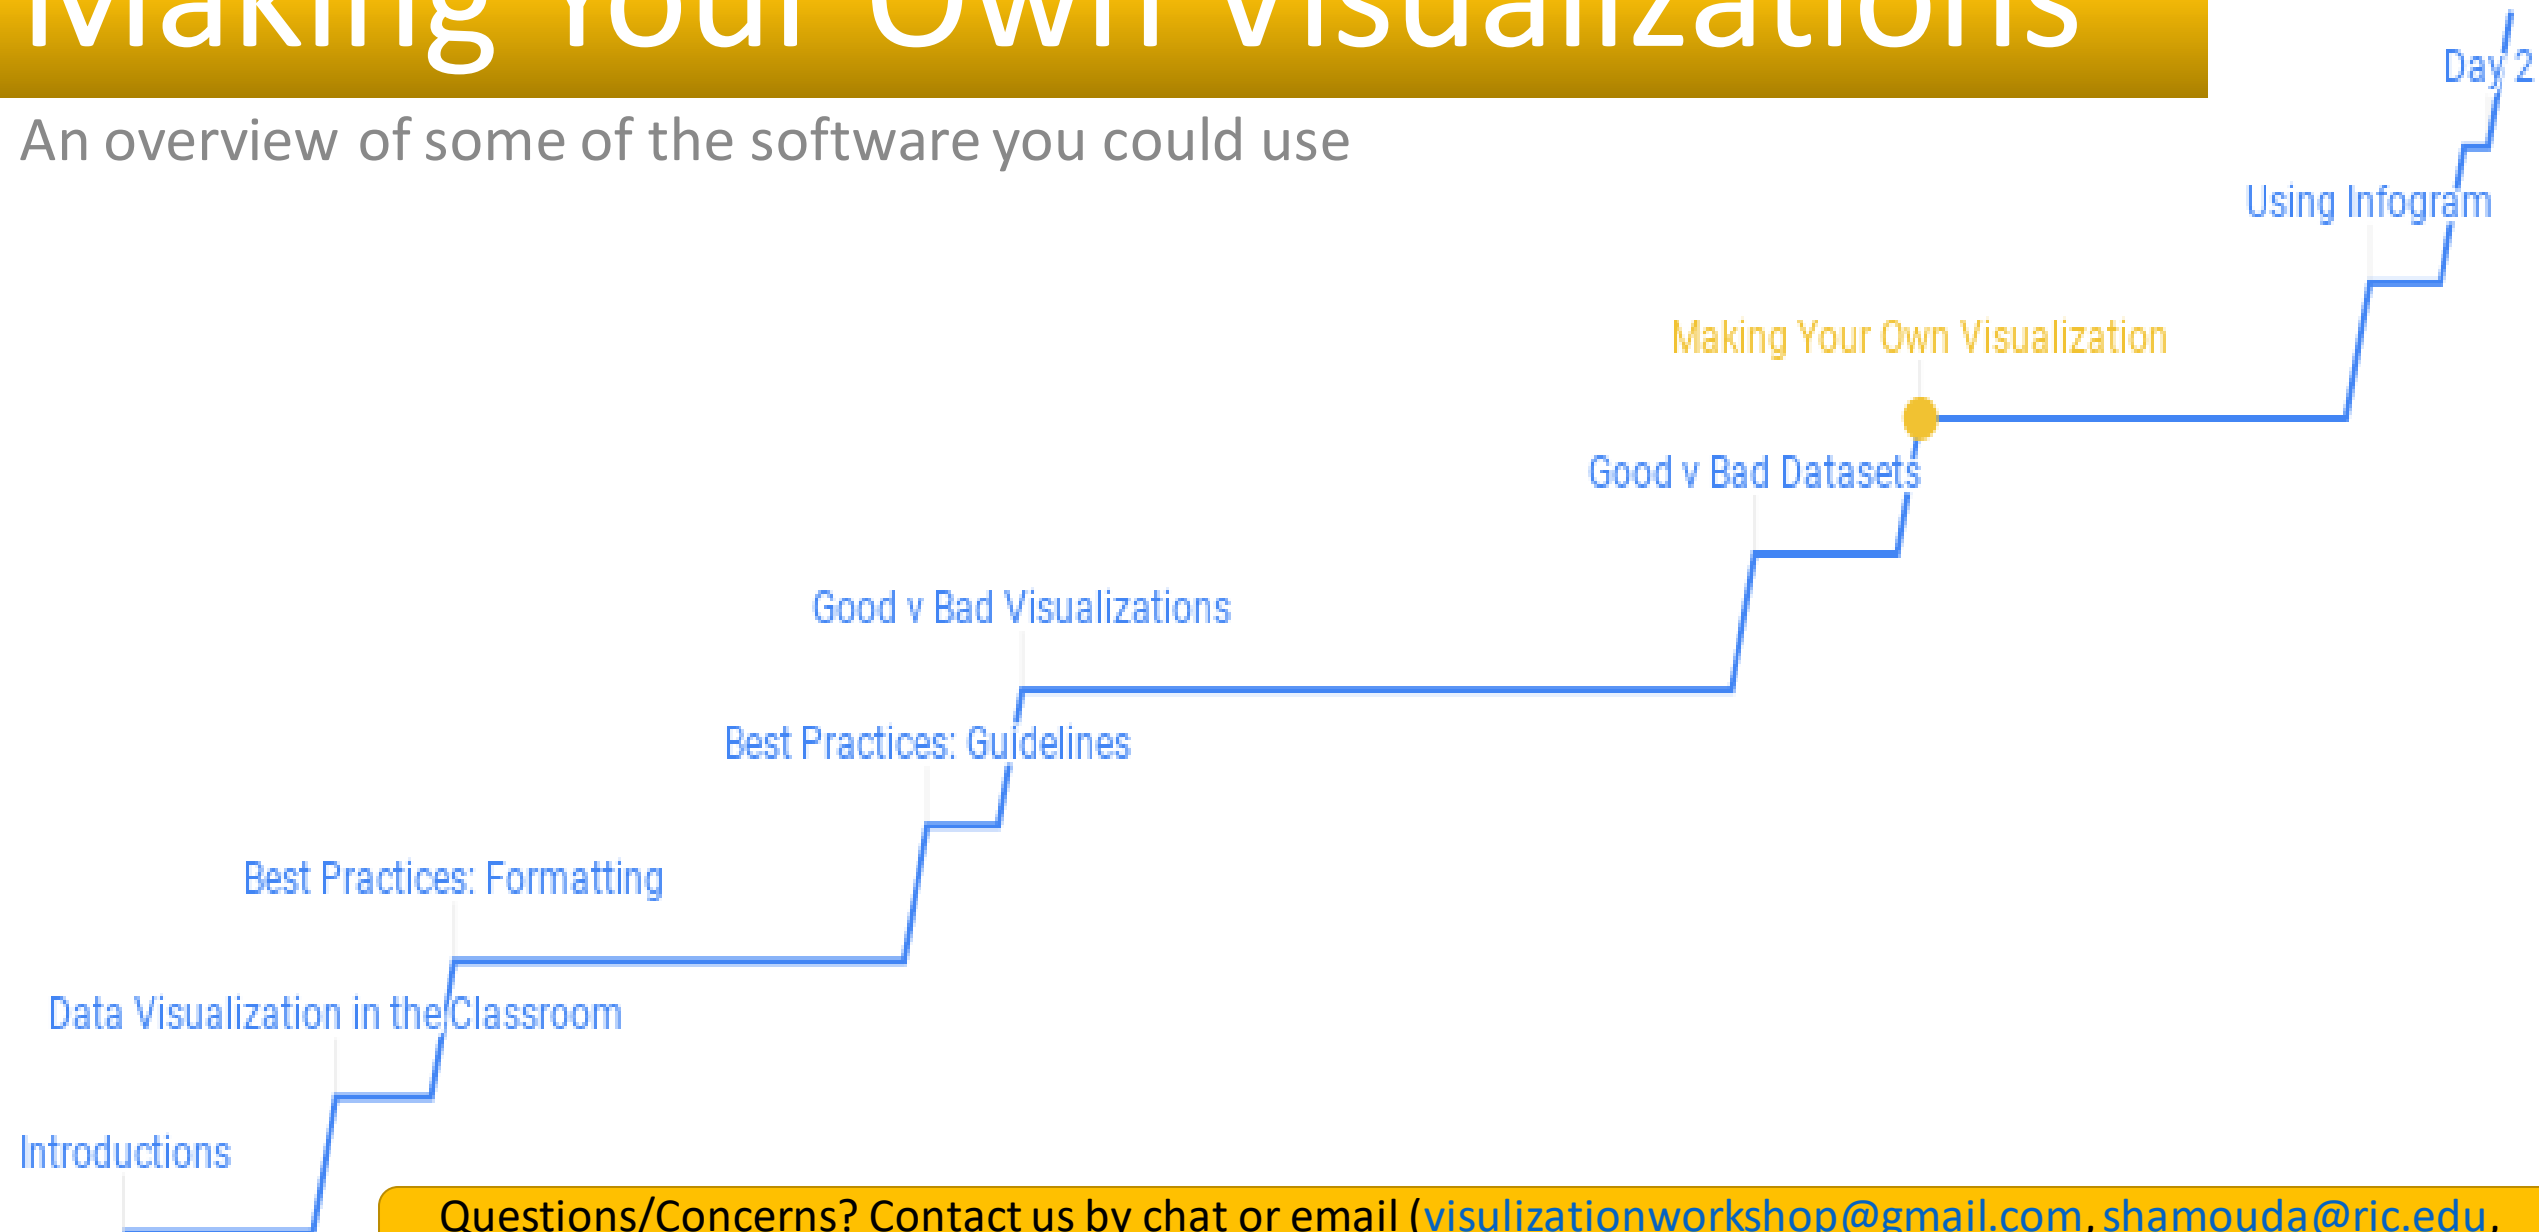 Making Your Own Visualizations
An overview of some of the software you could use
Day 2
Using Infogram
Making Your Own Visualization
Good v Bad Datasets
Good v Bad Visualizations
Best Practices: Guidelines
Best Practices: Formatting
Data Visualization in the Classroom
Introductions
Questions/Concerns? Contact us by chat or email (visulizationworkshop@gmail.com, shamouda@ric.edu,